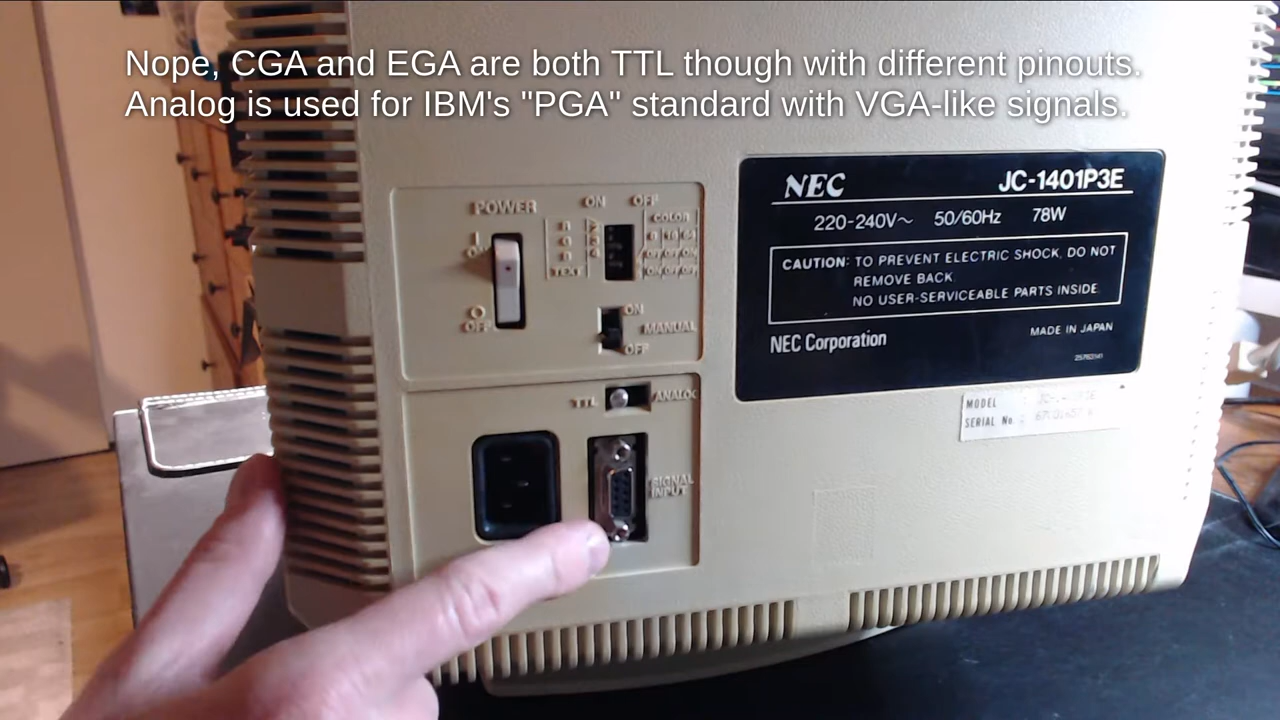 Nope, CGA and EGA are both TTL though with different pinouts.
Analog is used for IBM's "PGA" standard with VGA-like signals.
POWER
ON OFF
COLOR
TEXT
ON
OFF
ON
MANUAL
OFF
TTL
ANALOG
SIGNAL
INPUT
NEC JC-1401P3E
220-240V~ 50/60Hz 78W
CAUTION: TO PREVENT ELECTRIC SHOCK, DO NOT
REMOVE BACK.
NO USER-SERVICEABLE PARTS INSIDE.
NEC Corporation
MADE IN JAPAN
MODEL :
SERIAL No. :